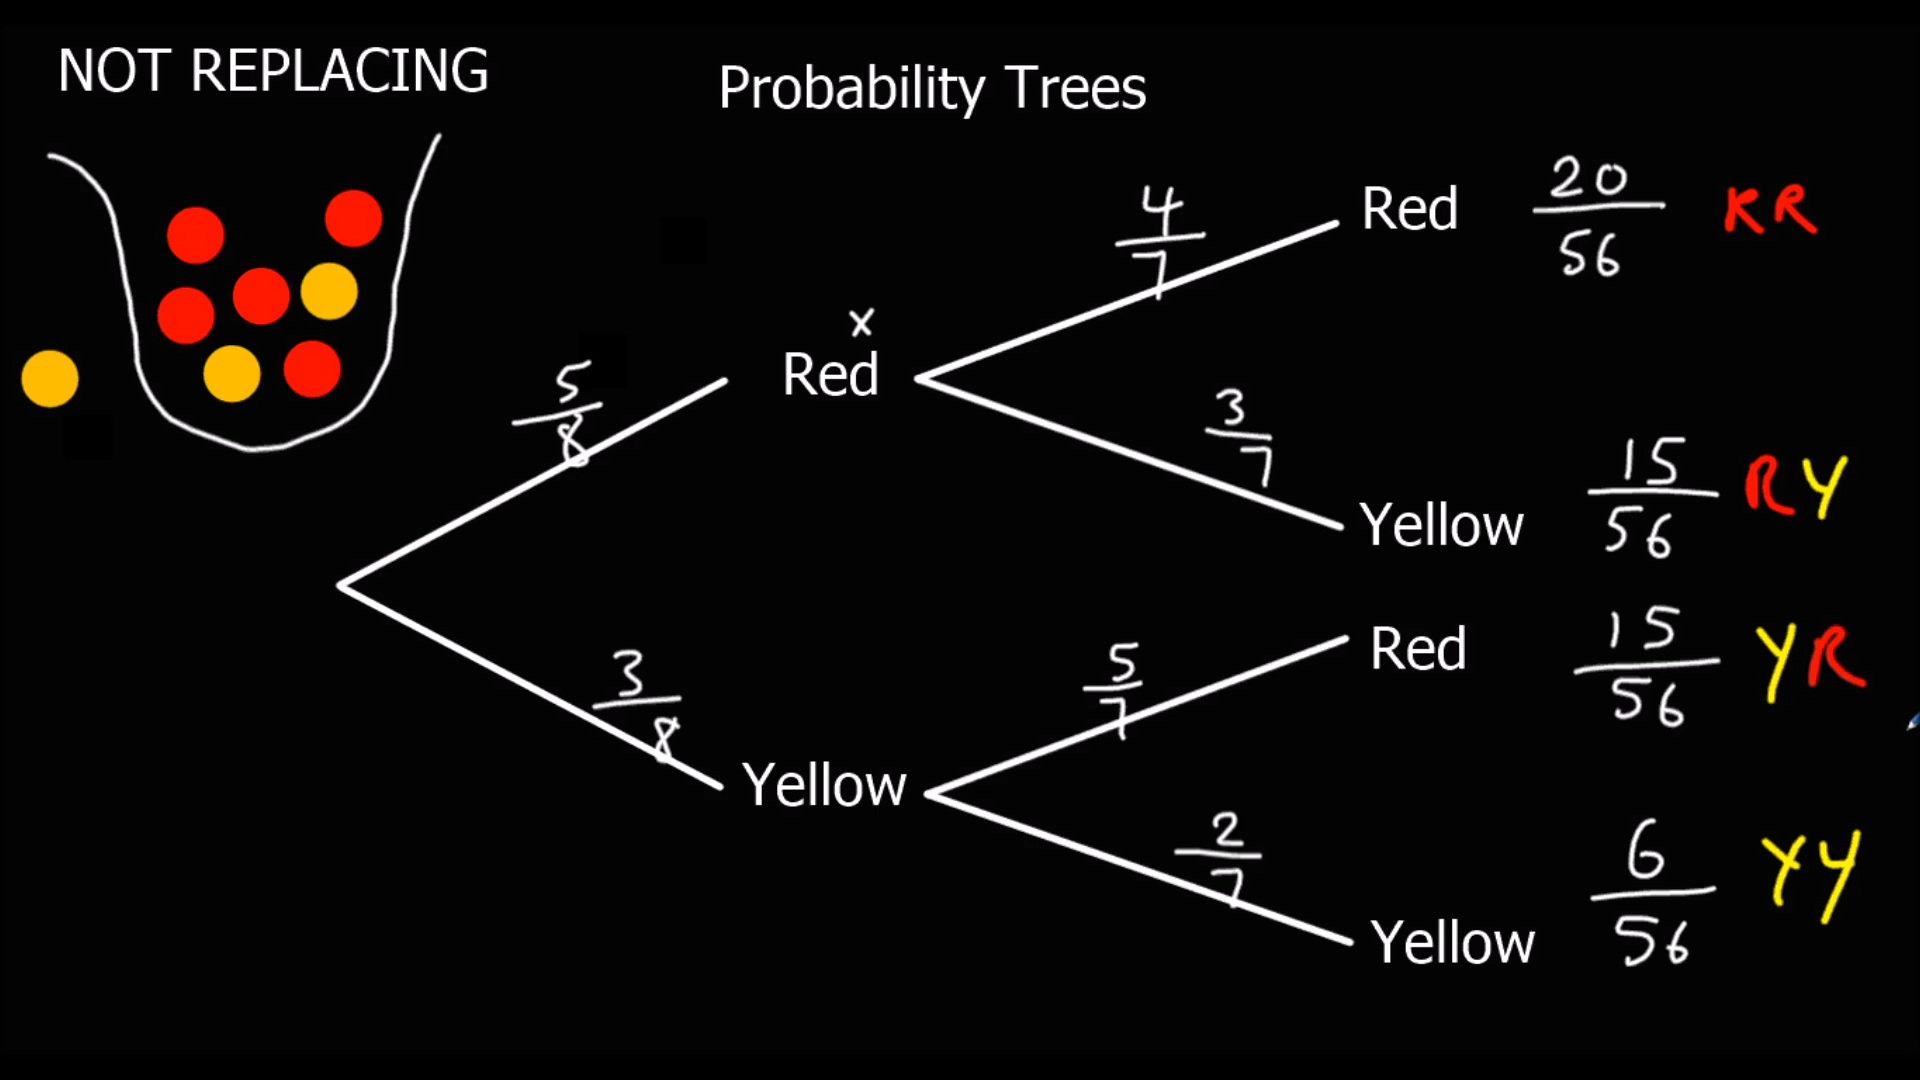 NOT REPLACING
Probability Trees
4/7
Red
20/56
RR
x
Red
5/8
3/7
Yellow
15/56
RY
5/7
Red
15/56
YR
3/8
Yellow
2/7
Yellow
6/56
YY